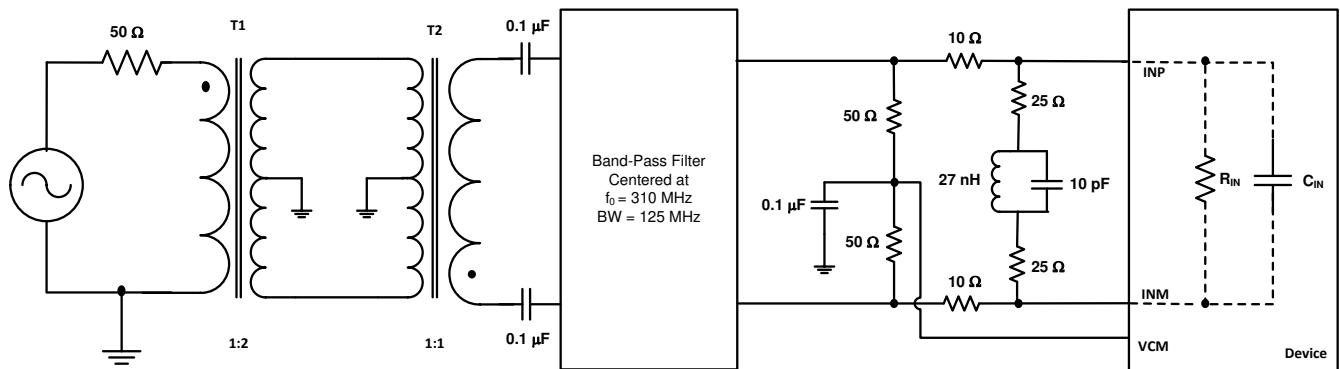 50 Ω
T1
T2
0.1 µF
1:2
1:1
0.1 µF
Band-Pass Filter
Centered at
f₀ = 310 MHz
BW = 125 MHz
10 Ω
50 Ω
25 Ω
27 nH
10 pF
0.1 µF
50 Ω
25 Ω
10 Ω
INP
R_IN
C_IN
INM
VCM
Device